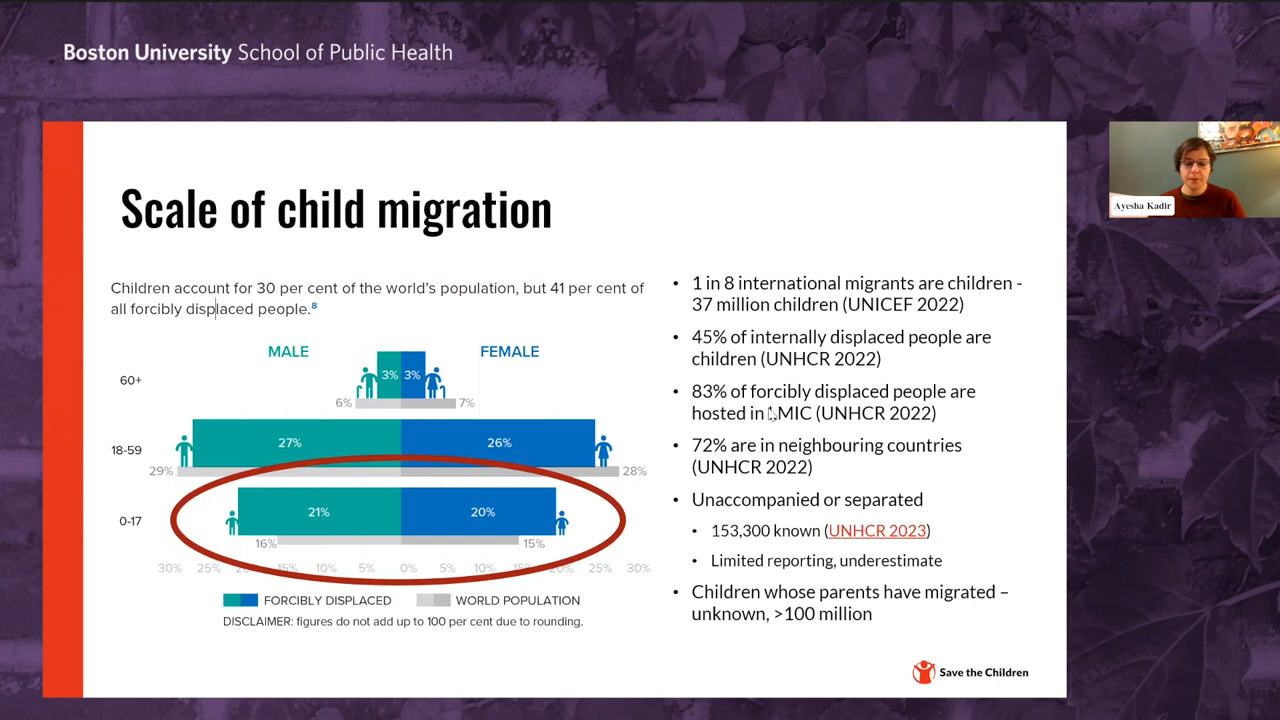 Boston University School of Public Health
Scale of child migration
Children account for 30 per cent of the world's population, but 41 per cent of
all forcibly displaced people.8
MALE
FEMALE
60+
3%
3%
6%
7%
18-59
27%
26%
29%
28%
0-17
21%
20%
16%
15%
30% 25% 20% 15% 10% 5% 0% 5% 10% 15% 20% 25% 30%
FORCIBLY DISPLACED
WORLD POPULATION
DISCLAIMER: figures do not add up to 100 per cent due to rounding.
• 1 in 8 international migrants are children -
37 million children (UNICEF 2022)
• 45% of internally displaced people are
children (UNHCR 2022)
• 83% of forcibly displaced people are
hosted in LMIC (UNHCR 2022)
• 72% are in neighbouring countries
(UNHCR 2022)
• Unaccompanied or separated
• 153,300 known (UNHCR 2023)
• Limited reporting, underestimate
• Children whose parents have migrated –
unknown, >100 million
Save the Children
Ayesha Kadir